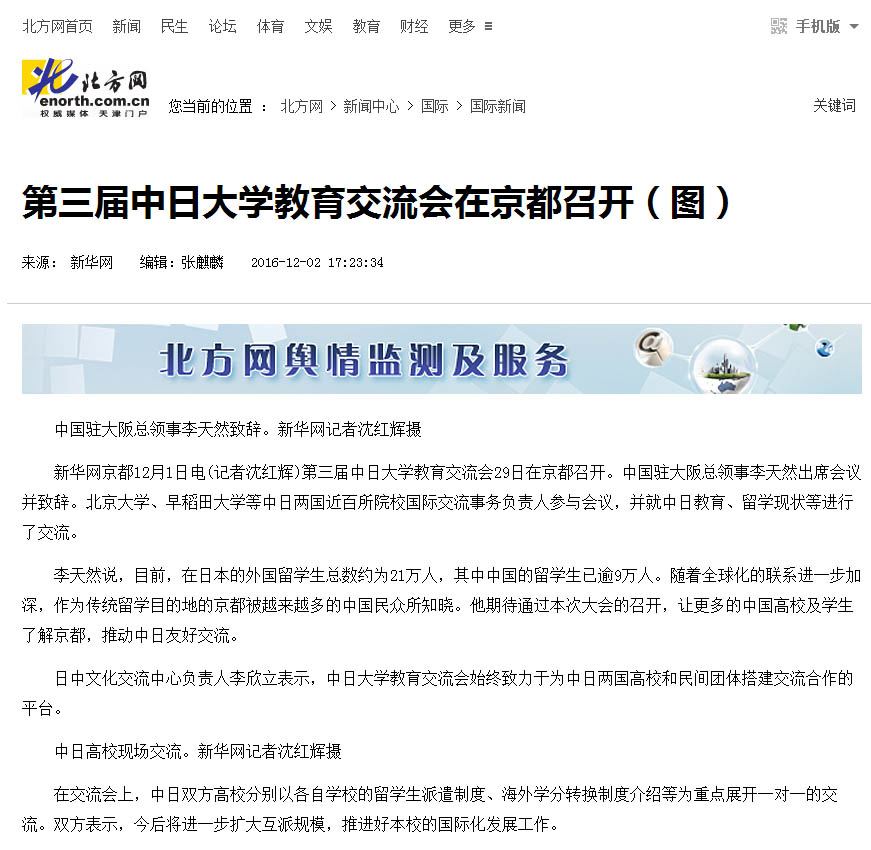 北方网首页 新闻 民生 论坛 体育 文娱 教育 财经 更多 手机版
北方网
enorth.com.cn
权威媒体 天津门户
您当前的位置 ： 北方网 > 新闻中心 > 国际 > 国际新闻 关键词
第三届中日大学教育交流会在京都召开（图）
来源： 新华网 编辑：张麒麟 2016-12-02 17:23:34
北方网舆情监测及服务
中国驻大阪总领事李天然致辞。新华网记者沈红辉摄
新华网京都12月1日电(记者沈红辉)第三届中日大学教育交流会29日在京都召开。中国驻大阪总领事李天然出席会议
并致辞。北京大学、早稻田大学等中日两国近百所院校国际交流事务负责人参与会议，并就中日教育、留学现状等进行
了交流。
李天然说，目前，在日本的外国留学生总数约为21万人，其中中国的留学生已逾9万人。随着全球化的联系进一步加
深，作为传统留学目的地的京都被越来越多的中国民众所知晓。他期待通过本次大会的召开，让更多的中国高校及学生
了解京都，推动中日友好交流。
日中文化交流中心负责人李欣立表示，中日大学教育交流会始终致力于为中日两国高校和民间团体搭建交流合作的
平台。
中日高校现场交流。新华网记者沈红辉摄
在交流会上，中日双方高校分别以各自学校的留学生派遣制度、海外学分转换制度介绍等为重点展开一对一的交
流。双方表示，今后将进一步扩大互派规模，推进好本校的国际化发展工作。